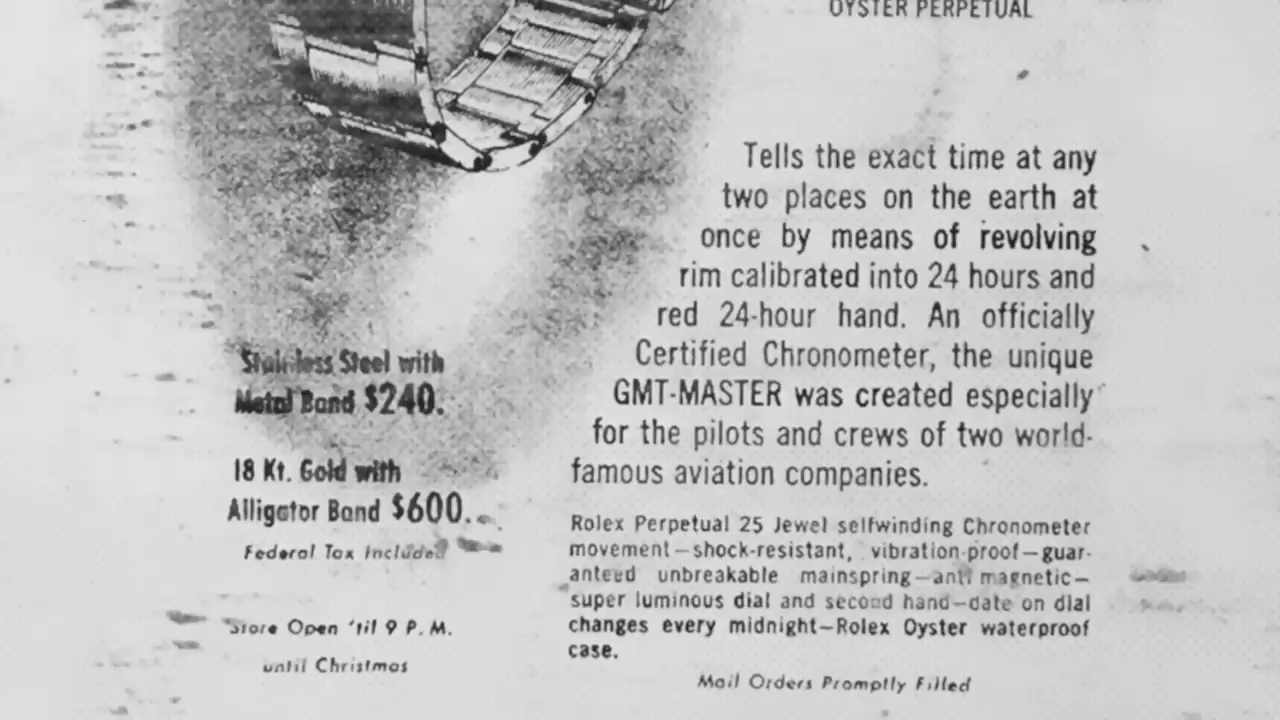 OYSTER PERPETUAL
Tells the exact time at any
two places on the earth at
once by means of revolving
rim calibrated into 24 hours and
red 24-hour hand. An officially
Certified Chronometer, the unique
GMT-MASTER was created especially
for the pilots and crews of two world-
famous aviation companies.
Stainless Steel with
Metal Band $240.
18 Kt. Gold with
Alligator Band $600.
Federal Tax Included
Store Open 'til 9 P.M.
until Christmas
Rolex Perpetual 25 Jewel selfwinding Chronometer
movement—shock-resistant, vibration-proof—guar-
anteed unbreakable mainspring—anti magnetic—
super luminous dial and second hand—date on dial
changes every midnight—Rolex Oyster waterproof
case.
Mail Orders Promptly Filled